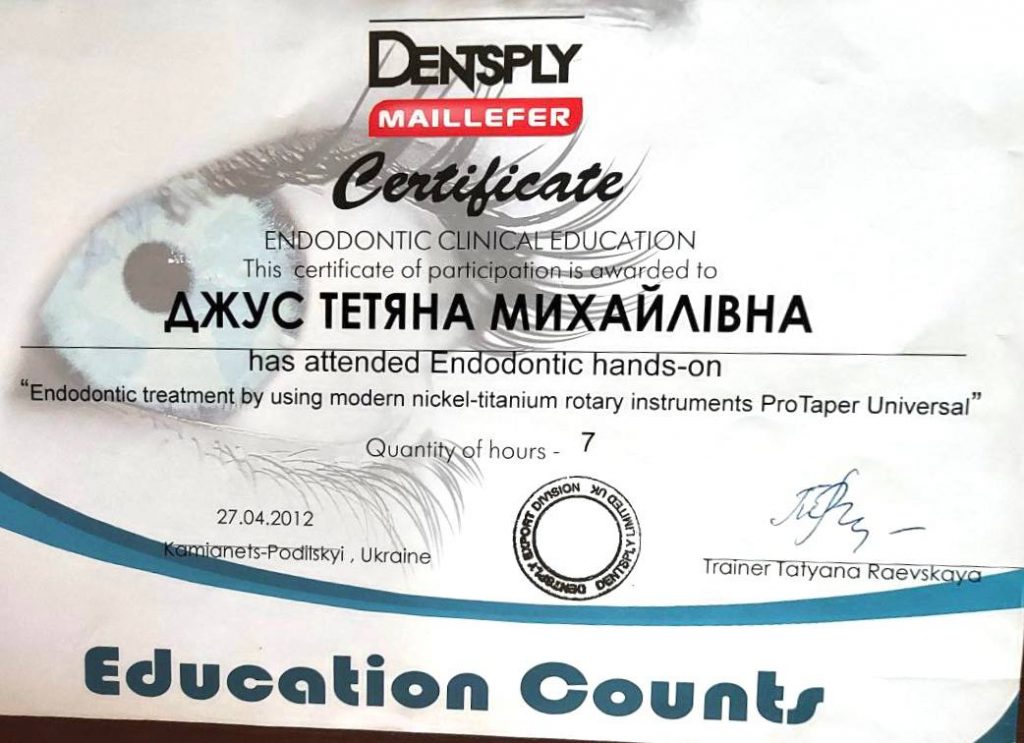 DENTSPLY
MAILLEFER
Certificate
ENDODONTIC CLINICAL EDUCATION
This certificate of participation is awarded to
ДЖУС ТЕТЯНА МИХАЙЛІВНА
has attended Endodontic hands-on
“Endodontic treatment by using modern nickel-titanium rotary instruments ProTaper Universal”
Quantity of hours - 7
27.04.2012
Kamianets-Podilskyi , Ukraine
DENTSPLY EXPORT DIVISION
DENTSPLY LIMITED UK
Trainer Tatyana Raevskaya
Education Counts